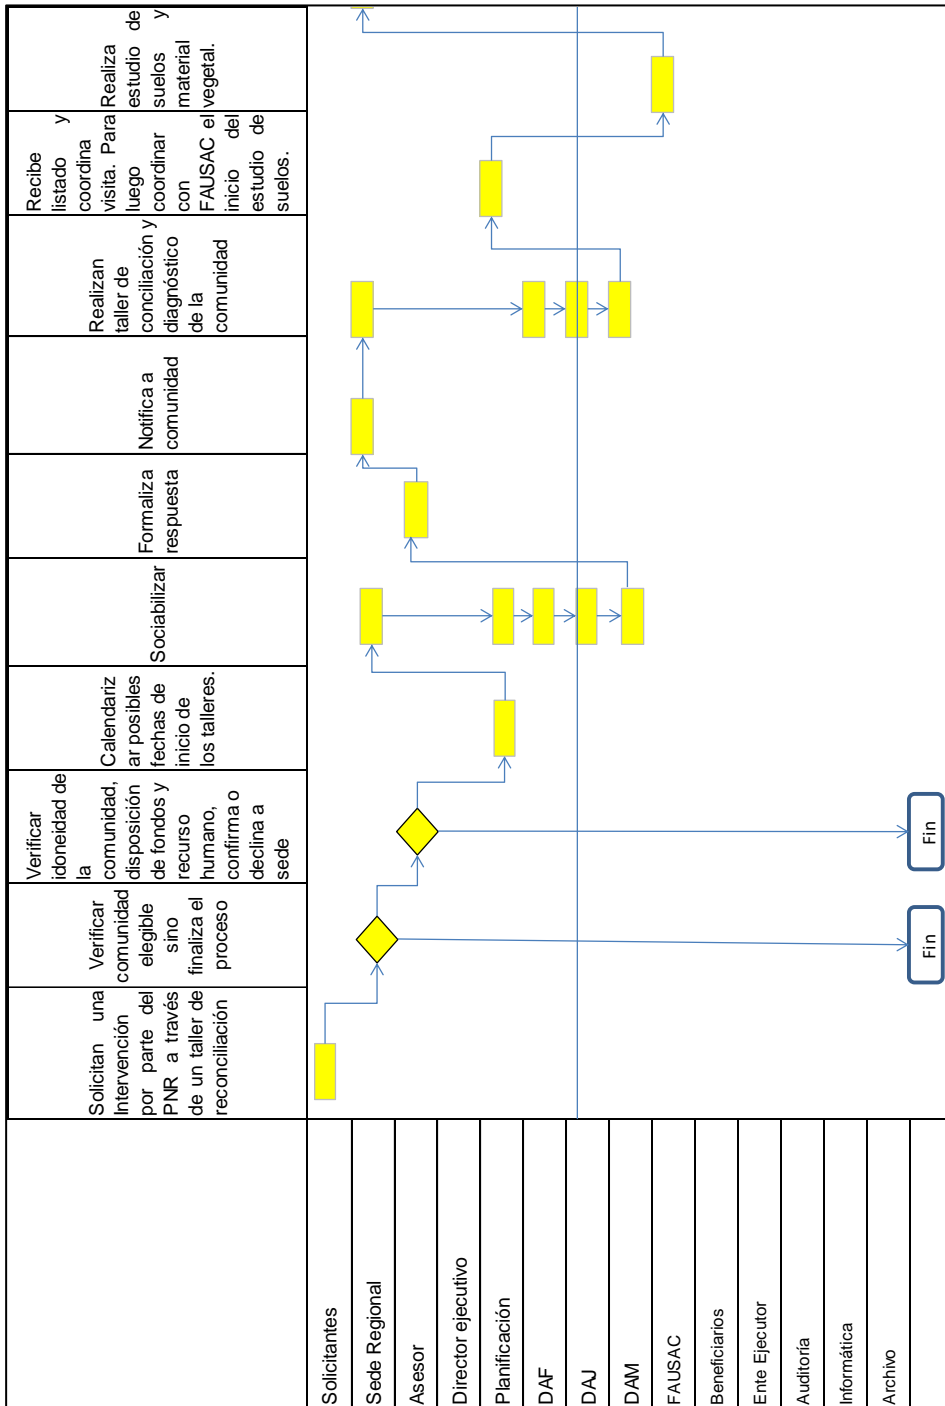 Solicitan una
Intervención
por parte del
PNR a través
de un taller de
reconciliación
Verificar
comunidad
elegible
sino
finaliza el
proceso
Verificar
idoneidad de
la
comunidad,
disposición
de fondos y
recurso
humano,
confirma o
declina a
sede
Calendariz
ar posibles
fechas de
inicio de
los talleres.
Sociabilizar
Formaliza
respuesta
Notifica a
comunidad
Realizan
taller de
conciliación y
diagnóstico
de la
comunidad
Recibe
listado y
coordina
visita. Para
luego
coordinar
con
FAUSAC el
inicio del
estudio de
suelos.
Realiza
estudio de
suelos y
material
vegetal.
Solicitantes
Sede Regional
Asesor
Director ejecutivo
Planificación
DAF
DAJ
DAM
FAUSAC
Beneficiarios
Ente Ejecutor
Auditoría
Informática
Archivo
Fin
Fin